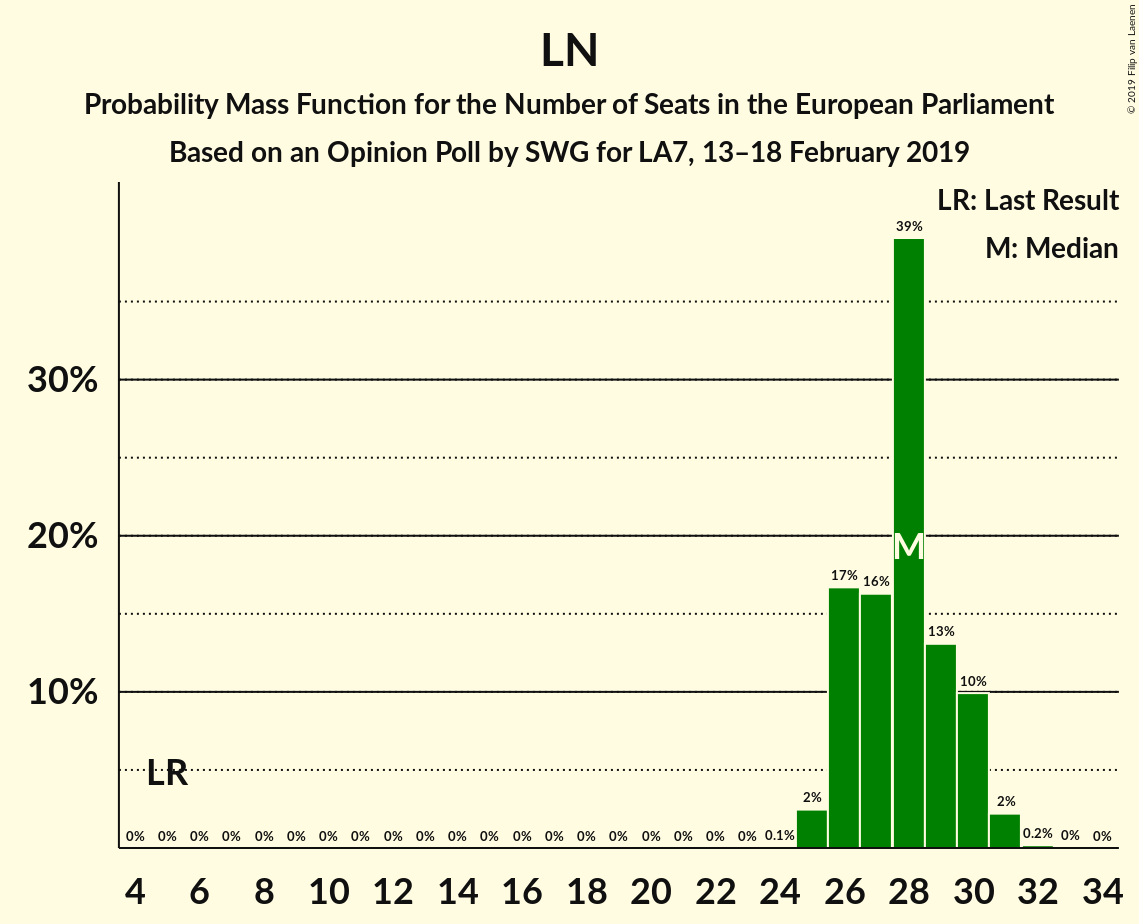 LN
Probability Mass Function for the Number of Seats in the European Parliament
Based on an Opinion Poll by SWG for LA7, 13–18 February 2019
© 2019 Filip van Laenen
LR: Last Result
M: Median
39%
30%
20%
M
17%
16%
13%
10%
10%
LR
0% 0% 0% 0% 0% 0% 0% 0% 0% 0% 0% 0% 0% 0% 0% 0% 0% 0% 0% 0% 0.1% 2% 2% 0.2% 0% 0%
4 6 8 10 12 14 16 18 20 22 24 26 28 30 32 34